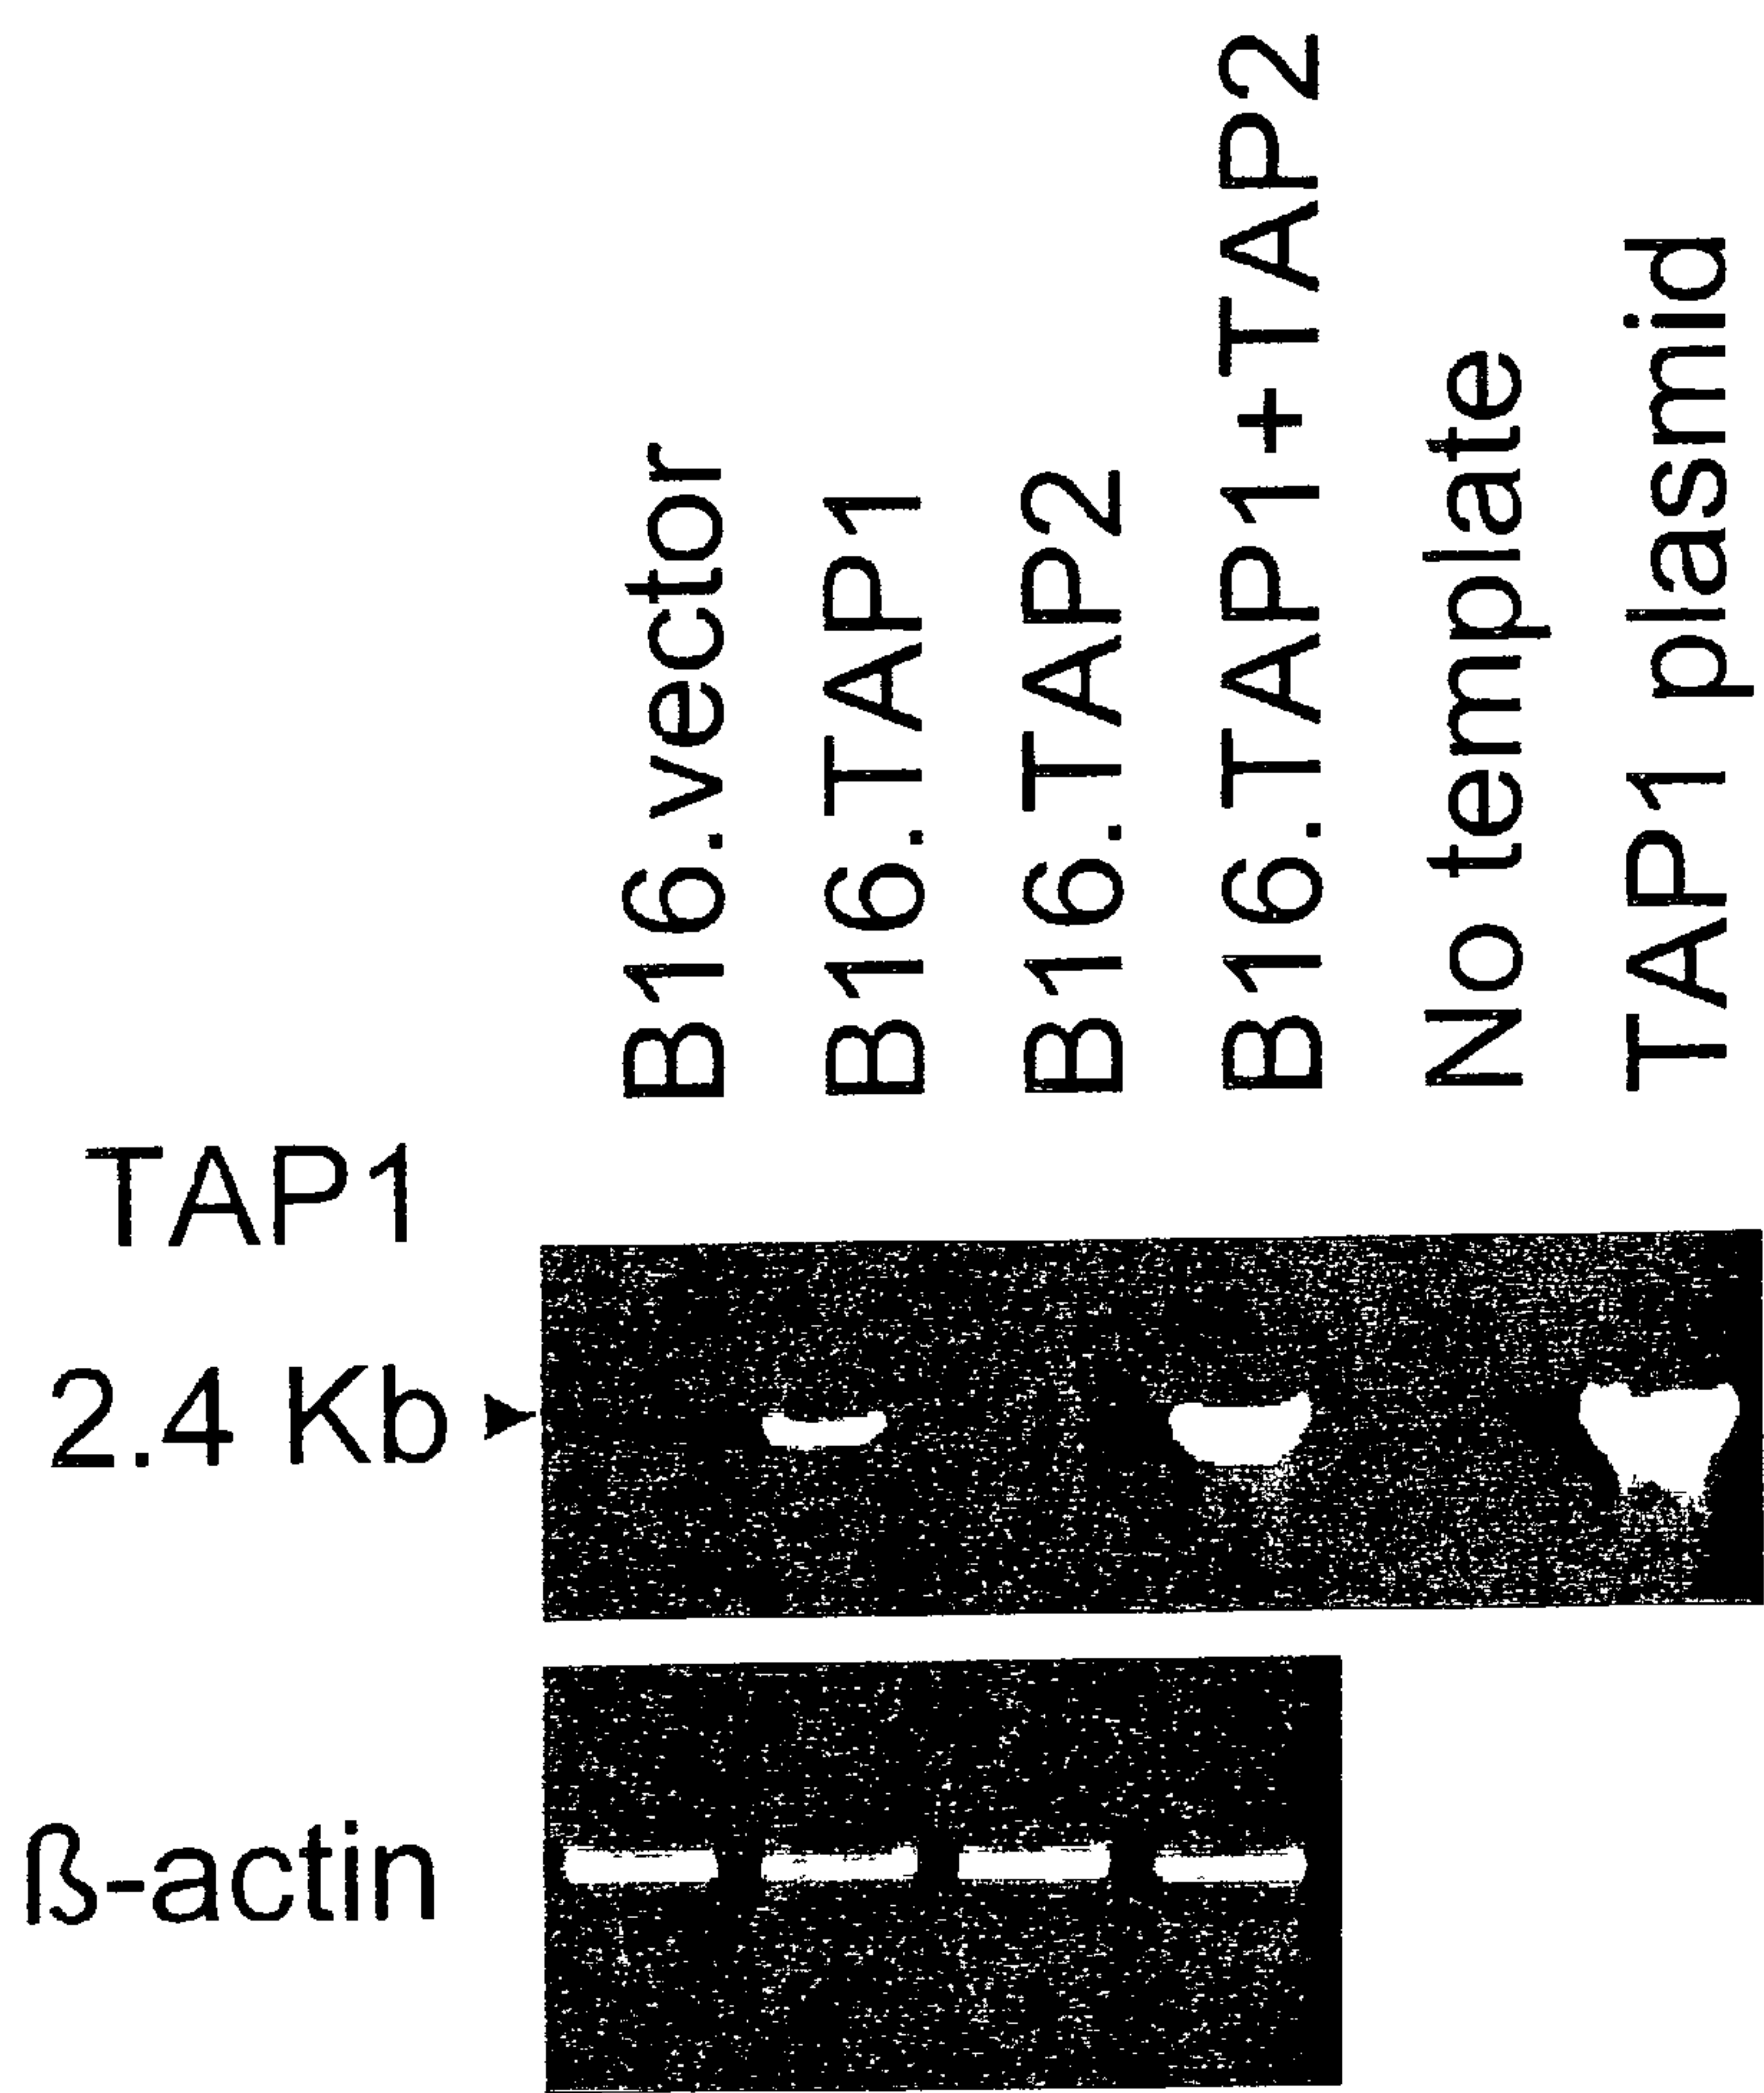 B16.vector
B16.TAP1
B16.TAP2
B16.TAP1+TAP2
No template
TAP1 plasmid
TAP1
2.4 Kb
ß-actin